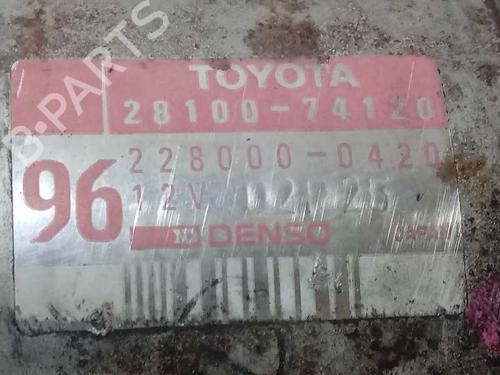 B-PARTS
TOYOTA
28100-74120
96
228000-0420
12V
DENSO
JAPAN